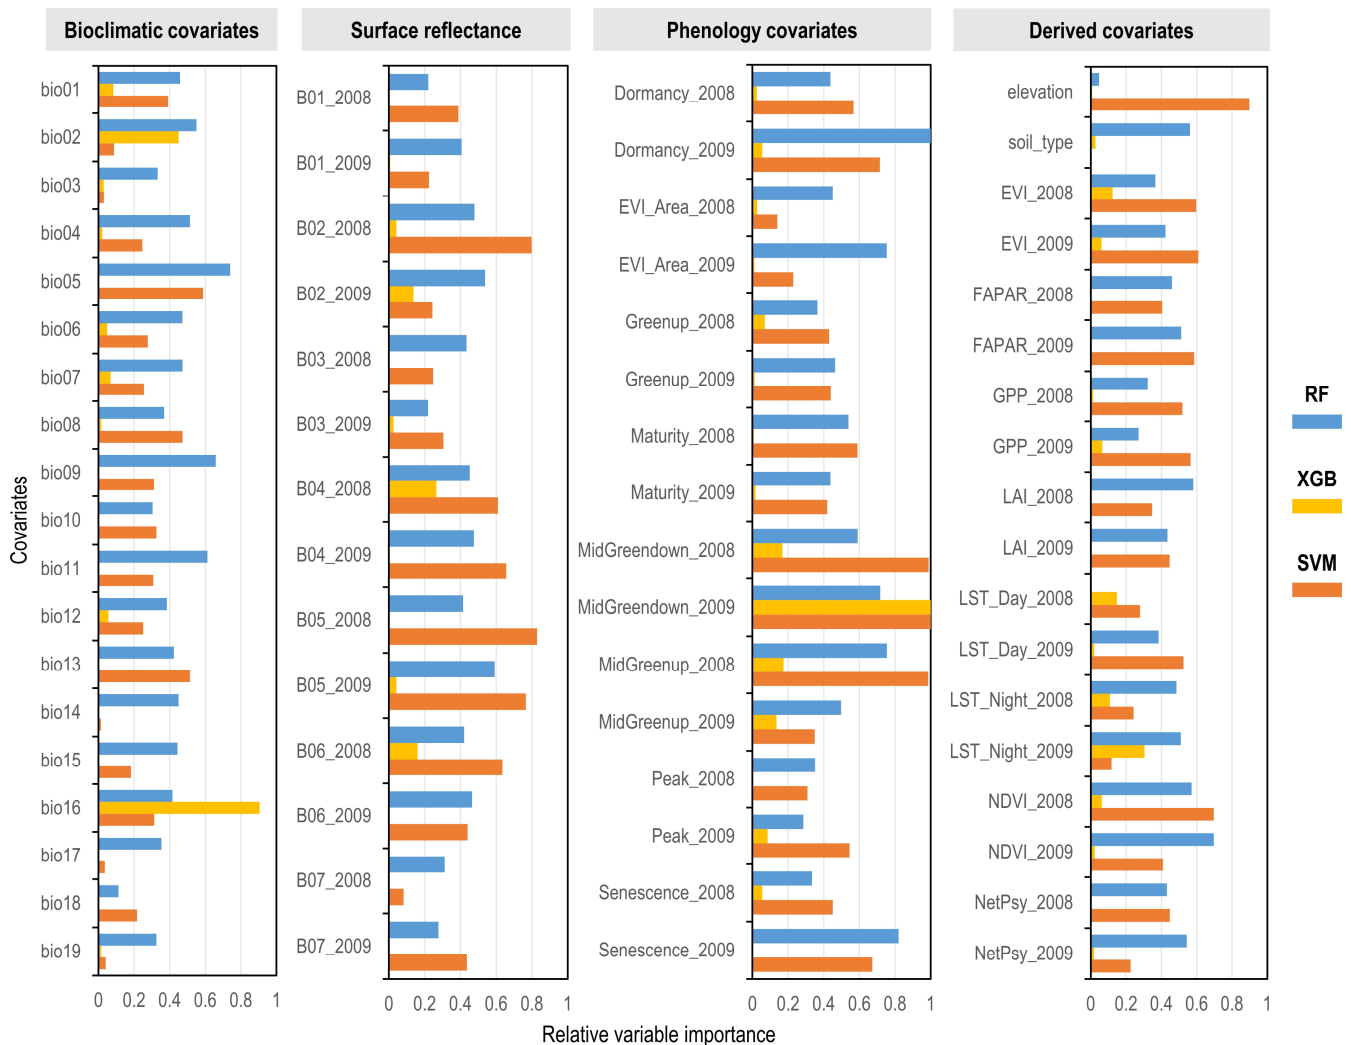 Bioclimatic covariates
Surface reflectance
Phenology covariates
Derived covariates
Covariates
bio01
bio02
bio03
bio04
bio05
bio06
bio07
bio08
bio09
bio10
bio11
bio12
bio13
bio14
bio15
bio16
bio17
bio18
bio19
0 0.2 0.4 0.6 0.8 1
B01_2008
B01_2009
B02_2008
B02_2009
B03_2008
B03_2009
B04_2008
B04_2009
B05_2008
B05_2009
B06_2008
B06_2009
B07_2008
B07_2009
0 0.2 0.4 0.6 0.8 1
Dormancy_2008
Dormancy_2009
EVI_Area_2008
EVI_Area_2009
Greenup_2008
Greenup_2009
Maturity_2008
Maturity_2009
MidGreendown_2008
MidGreendown_2009
MidGreenup_2008
MidGreenup_2009
Peak_2008
Peak_2009
Senescence_2008
Senescence_2009
0 0.2 0.4 0.6 0.8 1
elevation
soil_type
EVI_2008
EVI_2009
FAPAR_2008
FAPAR_2009
GPP_2008
GPP_2009
LAI_2008
LAI_2009
LST_Day_2008
LST_Day_2009
LST_Night_2008
LST_Night_2009
NDVI_2008
NDVI_2009
NetPsy_2008
NetPsy_2009
0 0.2 0.4 0.6 0.8 1
RF
XGB
SVM
Relative variable importance